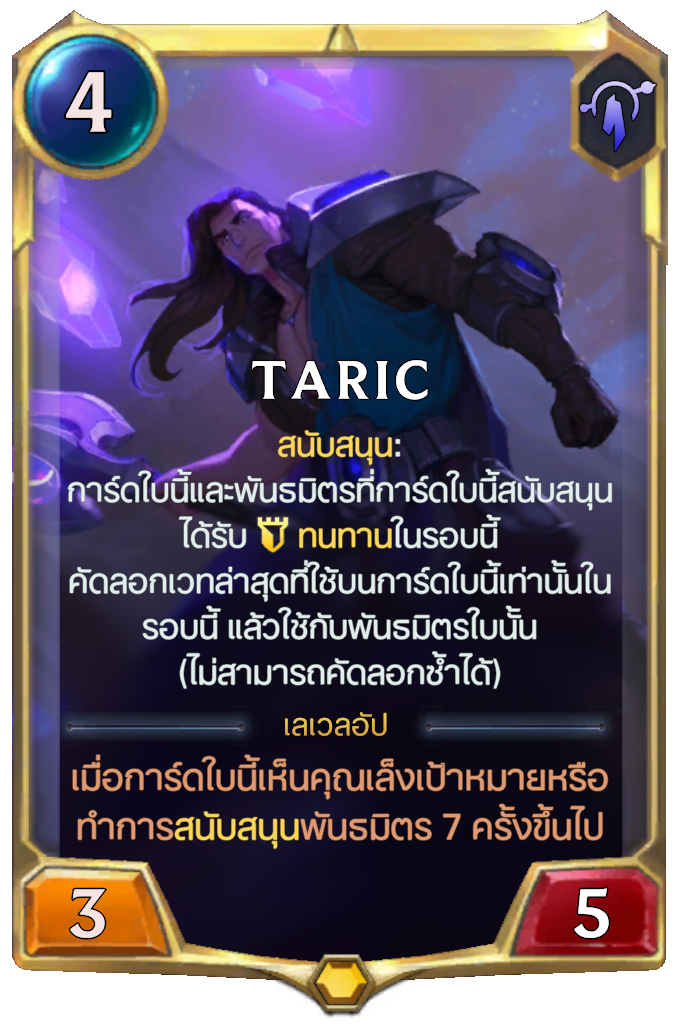 4
TARIC
สนับสนุน:
การ์ดใบนี้และพันธมิตรที่การ์ดใบนี้สนับสนุน
ได้รับ ทนทานในรอบนี้
คัดลอกเวทล่าสุดที่ใช้บนการ์ดใบนี้เท่านั้นใน
รอบนี้ แล้วใช้กับพันธมิตรใบนั้น
(ไม่สามารถคัดลอกซ้ำได้)
เลเวลอัป
เมื่อการ์ดใบนี้เห็นคุณเล็งเป้าหมายหรือ
ทำการสนับสนุนพันธมิตร 7 ครั้งขึ้นไป
3
5